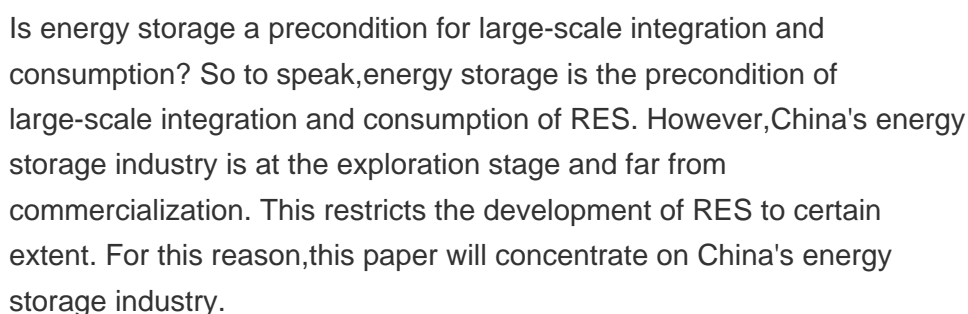 Is energy storage a precondition for large-scale integration and
consumption? So to speak,energy storage is the precondition of
large-scale integration and consumption of RES. However,China's energy
storage industry is at the exploration stage and far from
commercialization. This restricts the development of RES to certain
extent. For this reason,this paper will concentrate on China's energy
storage industry.